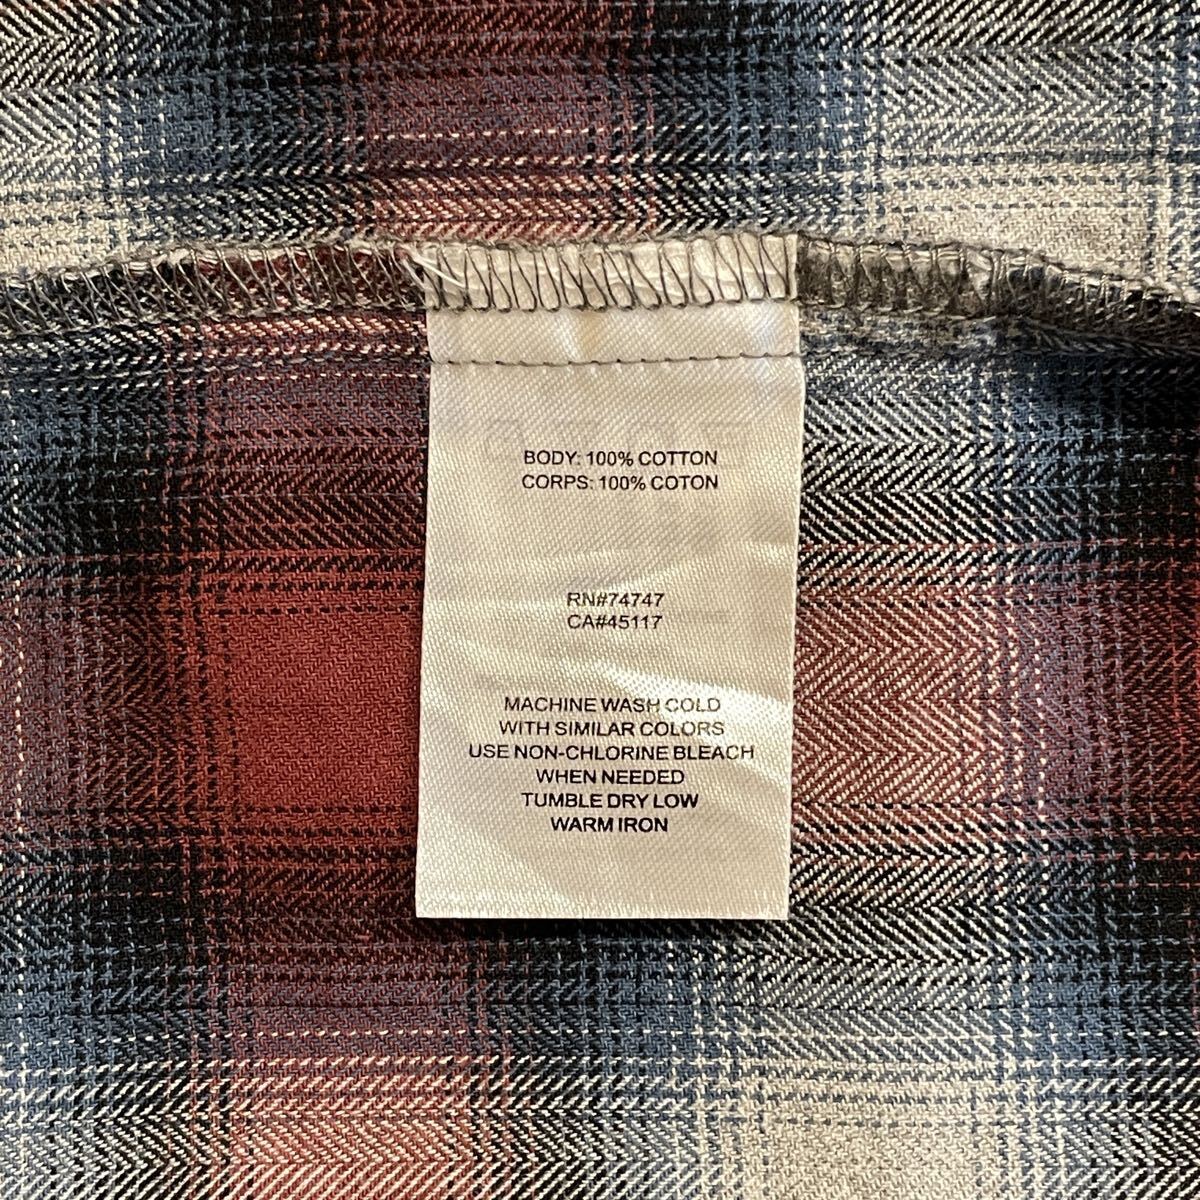 BODY: 100% COTTON
CORPS: 100% COTON
RN#74747
CA#45117
MACHINE WASH COLD
WITH SIMILAR COLORS
USE NON-CHLORINE BLEACH
WHEN NEEDED
TUMBLE DRY LOW
WARM IRON